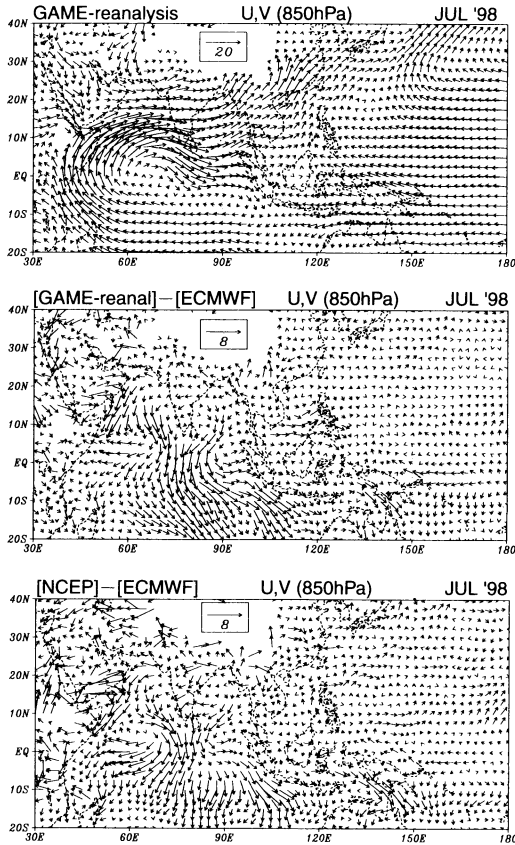 GAME-reanalysis U,V (850hPa) JUL '98
20
40N
30N
20N
10N
EQ
10S
20S
30E 60E 90E 120E 150E 180
[GAME-reanal]-[ECMWF] U,V (850hPa) JUL '98
8
40N
30N
20N
10N
EQ
10S
20S
30E 60E 90E 120E 150E 180
[NCEP]-[ECMWF] U,V (850hPa) JUL '98
8
40N
30N
20N
10N
EQ
10S
20S
30E 60E 90E 120E 150E 180